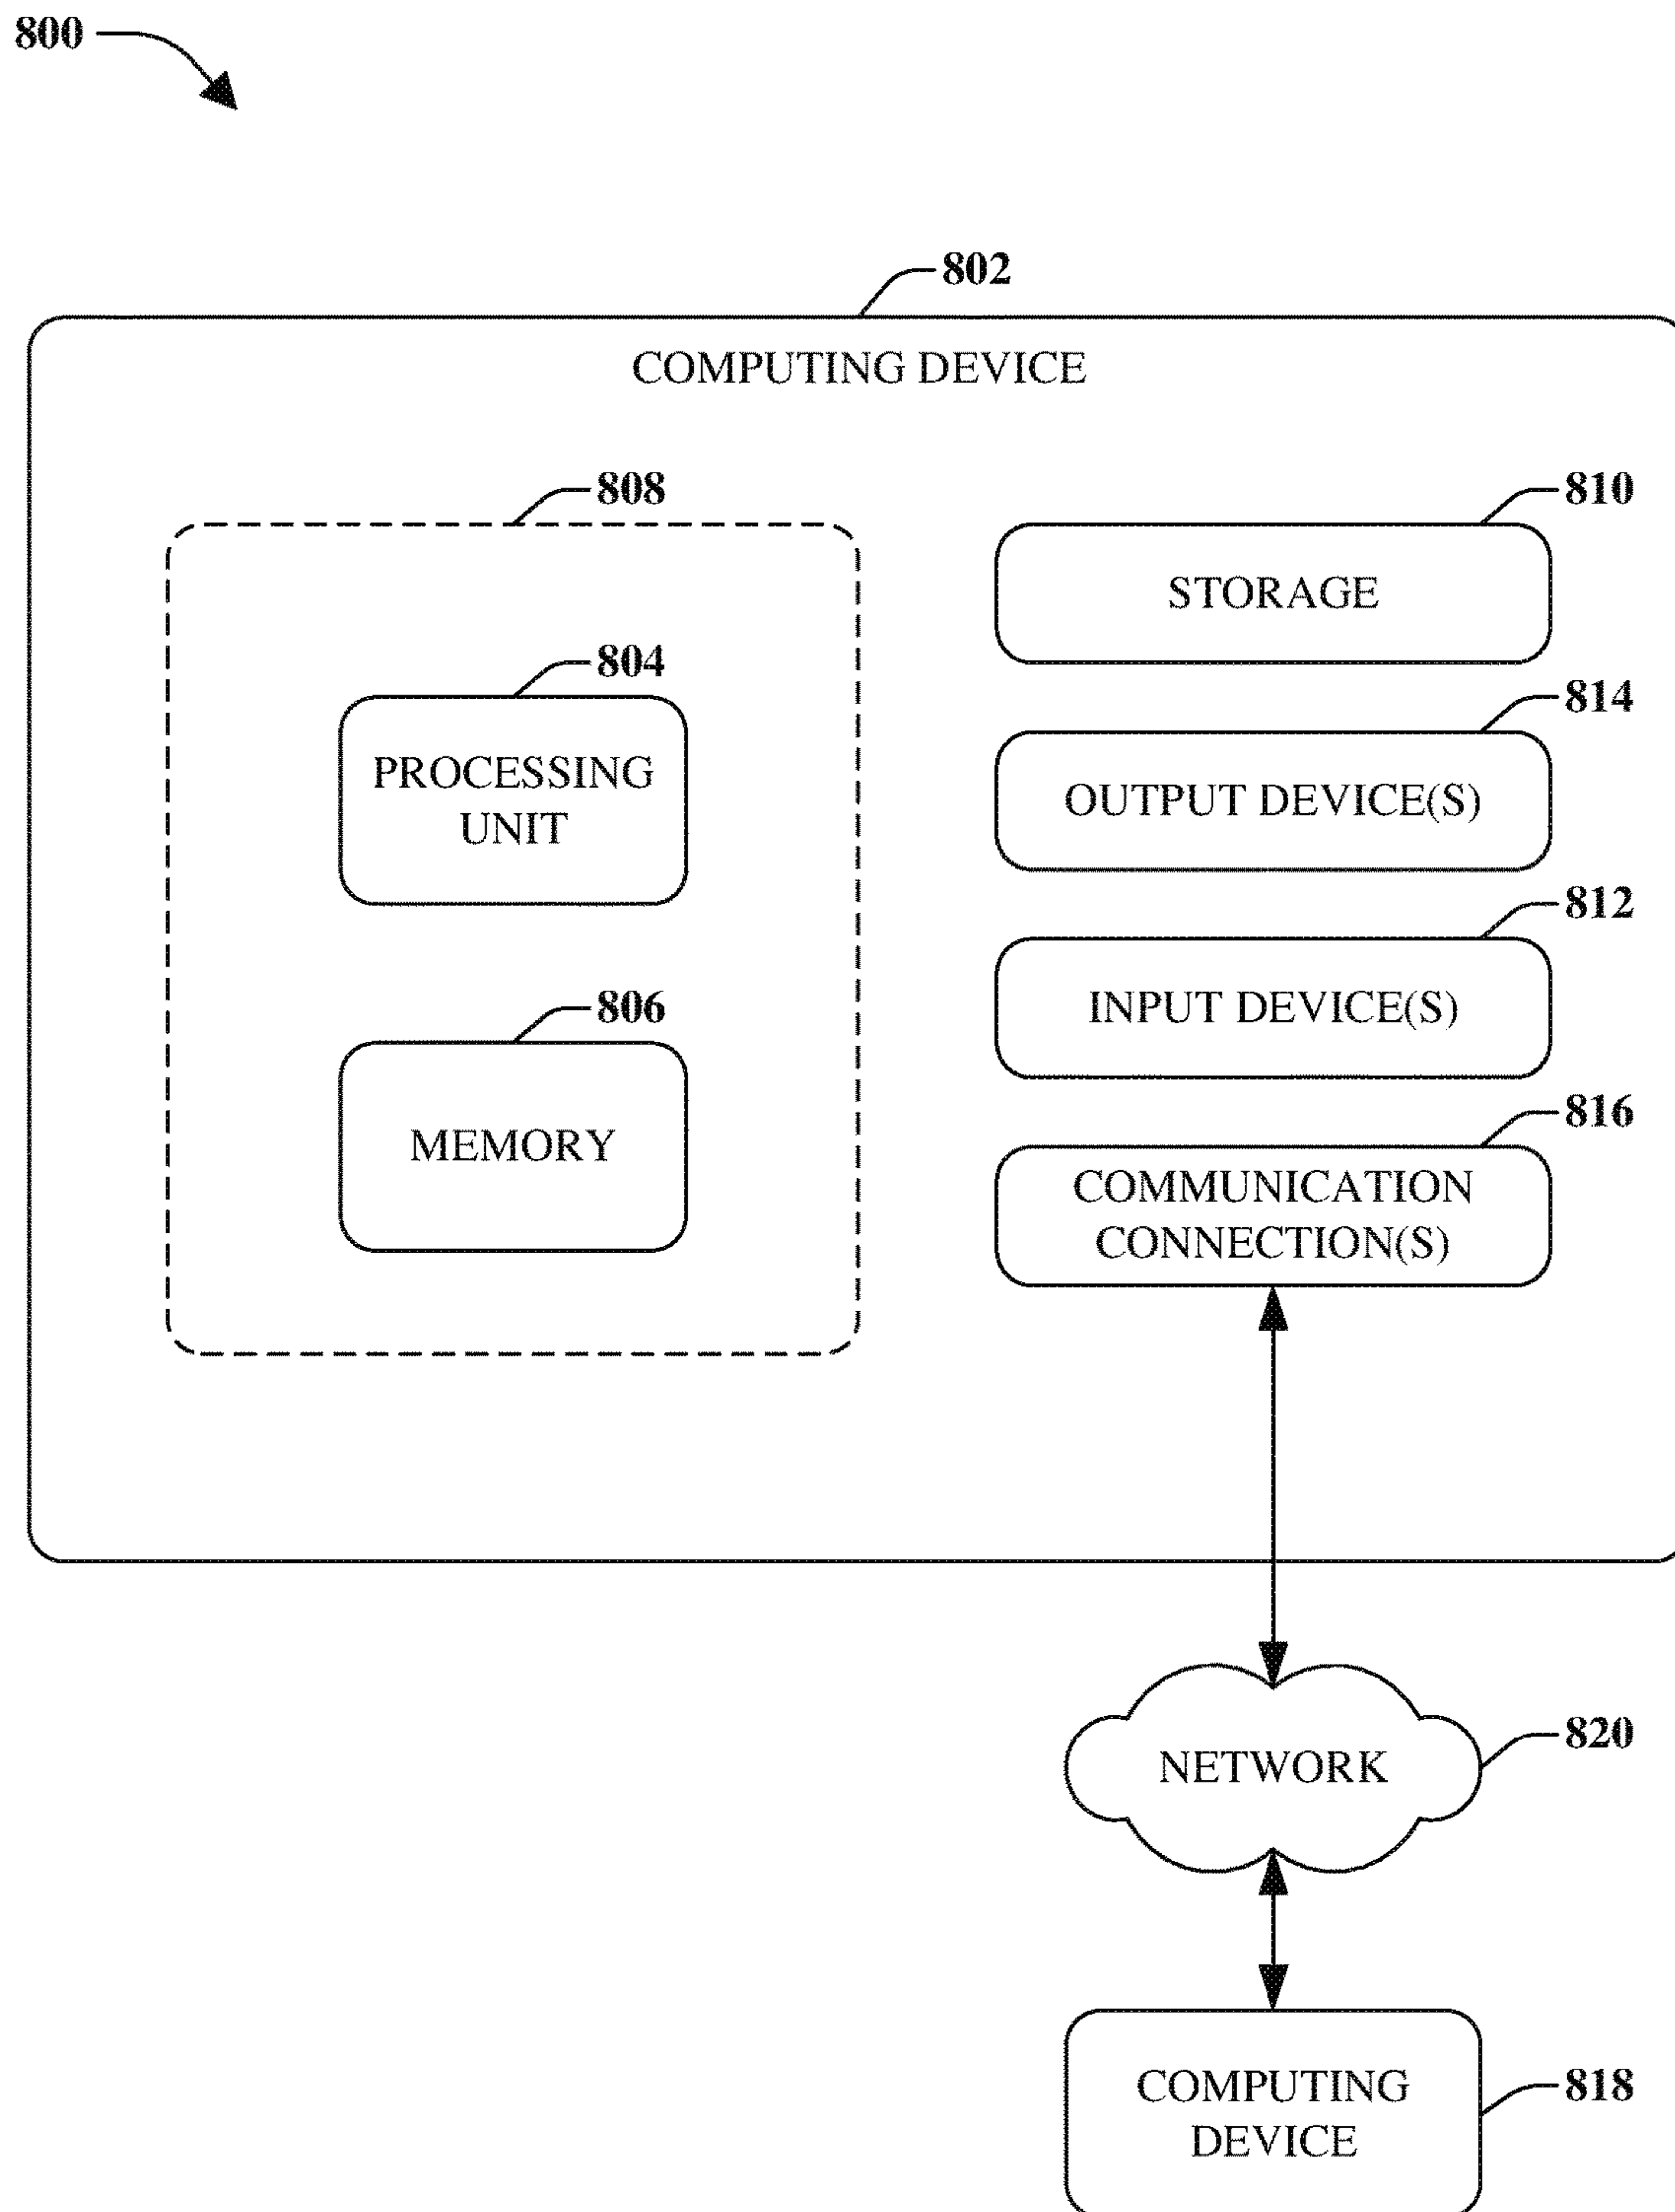 800
802
COMPUTING DEVICE
808
810
STORAGE
804
PROCESSING
UNIT
814
OUTPUT DEVICE(S)
812
INPUT DEVICE(S)
806
MEMORY
816
COMMUNICATION
CONNECTION(S)
820
NETWORK
818
COMPUTING
DEVICE